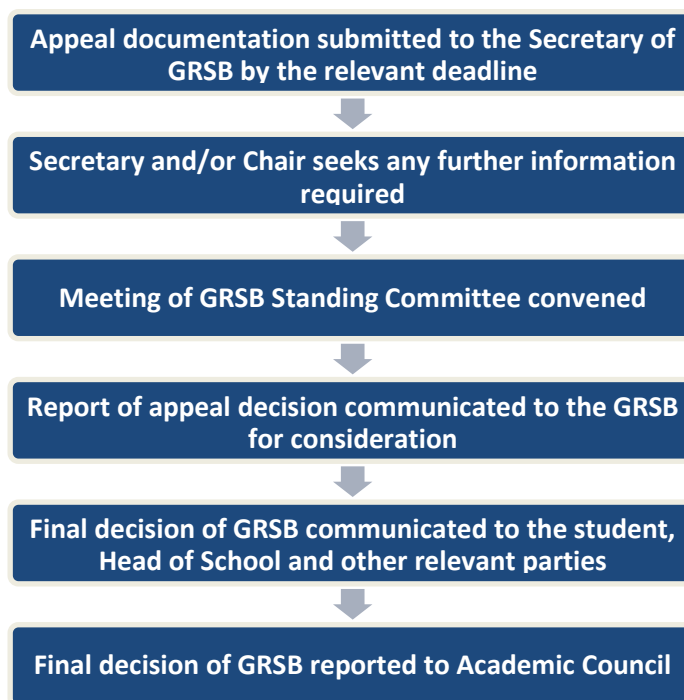 Appeal documentation submitted to the Secretary of
GRSB by the relevant deadline
Secretary and/or Chair seeks any further information
required
Meeting of GRSB Standing Committee convened
Report of appeal decision communicated to the GRSB
for consideration
Final decision of GRSB communicated to the student,
Head of School and other relevant parties
Final decision of GRSB reported to Academic Council